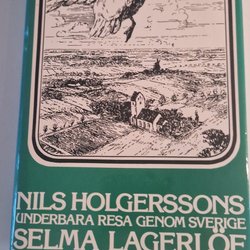 NILS HOLGERSSONS
UNDERBARA RESA GENOM SVERIGE
SELMA LAGERLÖF